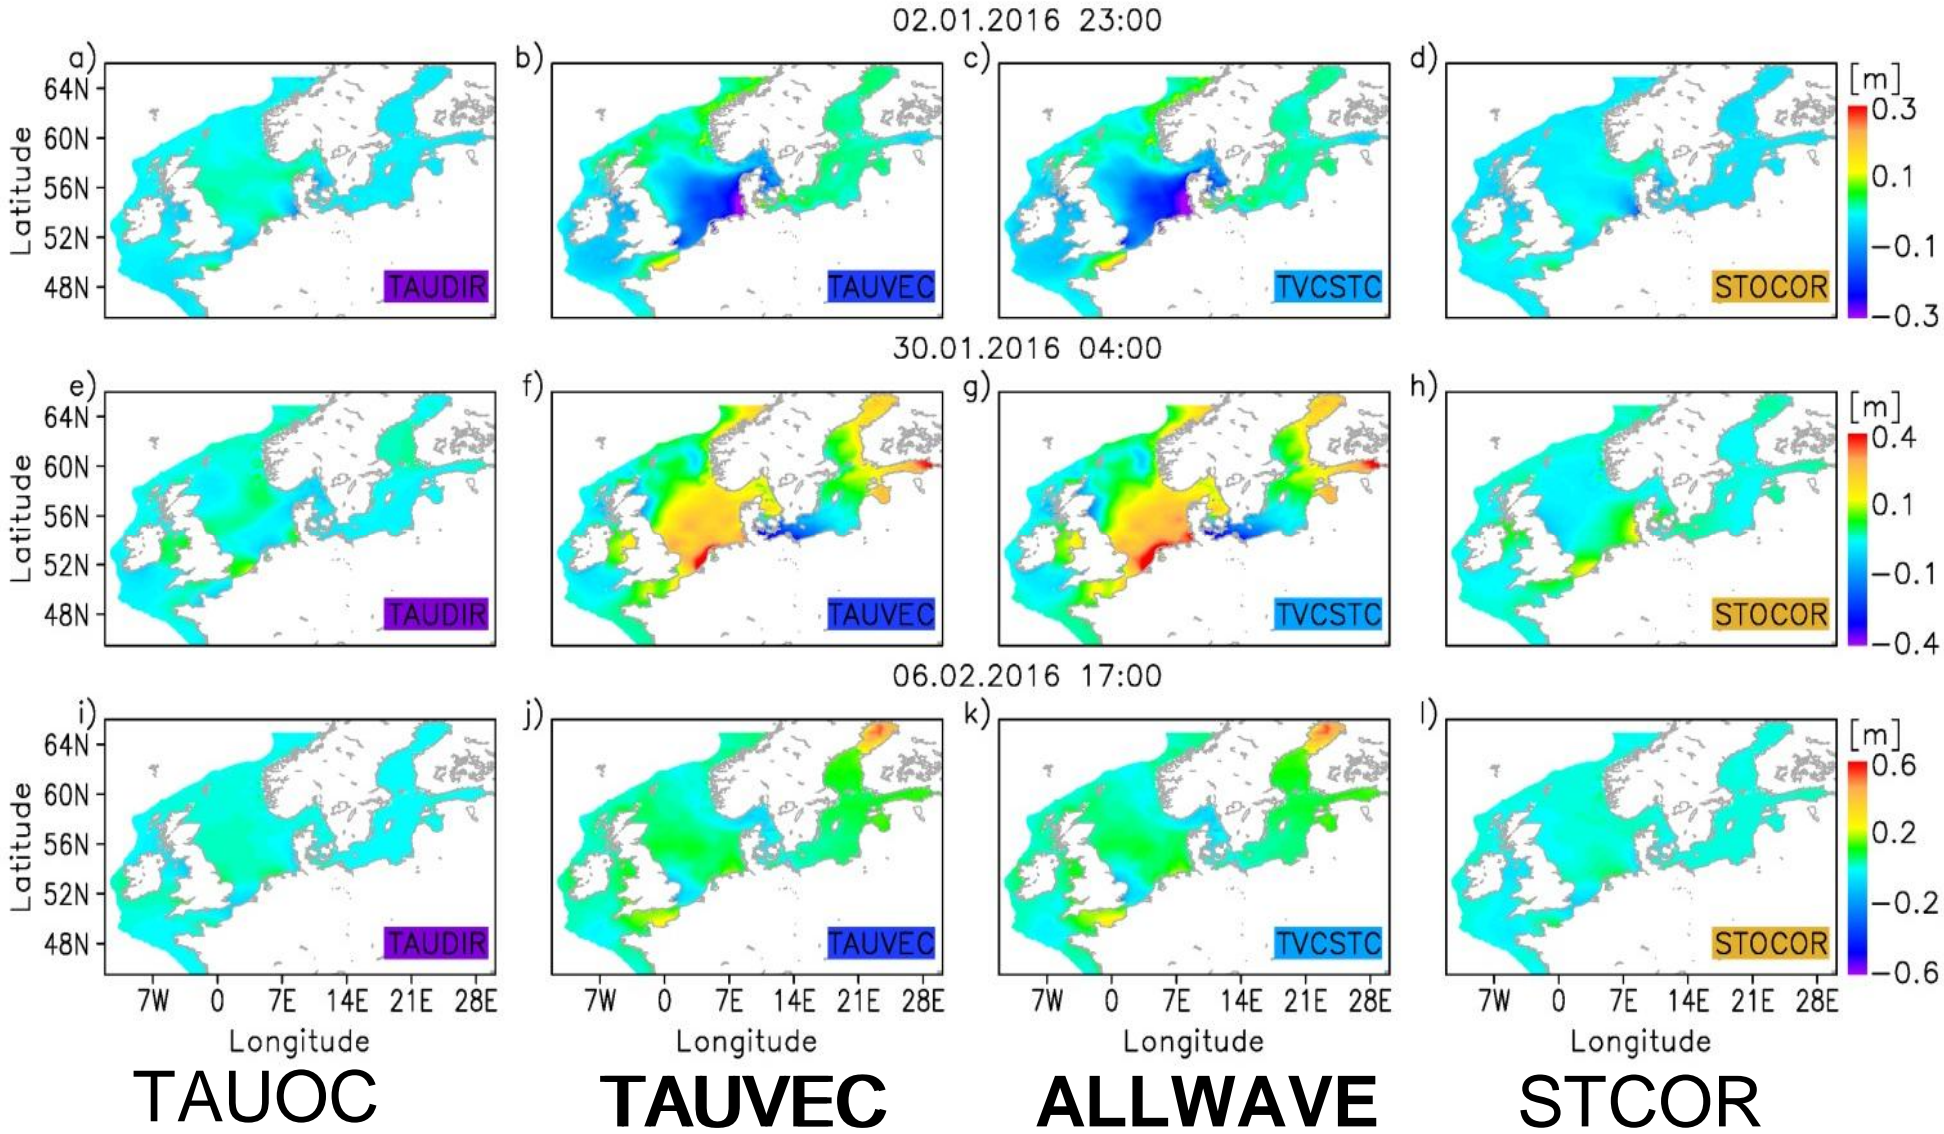 02.01.2016 23:00
a) b) c) d)
[m]
64N
60N
56N
52N
48N
Latitude
0.3
0.1
−0.1
−0.3
TAUDIR TAUVEC TVCSTC STOCOR
30.01.2016 04:00
e) f) g) h)
[m]
64N
60N
56N
52N
48N
Latitude
0.4
0.1
−0.1
−0.4
TAUDIR TAUVEC TVCSTC STOCOR
06.02.2016 17:00
i) j) k) l)
[m]
64N
60N
56N
52N
48N
Latitude
0.6
0.2
−0.2
−0.6
TAUDIR TAUVEC TVCSTC STOCOR
7W 0 7E 14E 21E 28E 7W 0 7E 14E 21E 28E 7W 0 7E 14E 21E 28E 7W 0 7E 14E 21E 28E
Longitude Longitude Longitude Longitude
TAUOC TAUVEC ALLWAVE STCOR